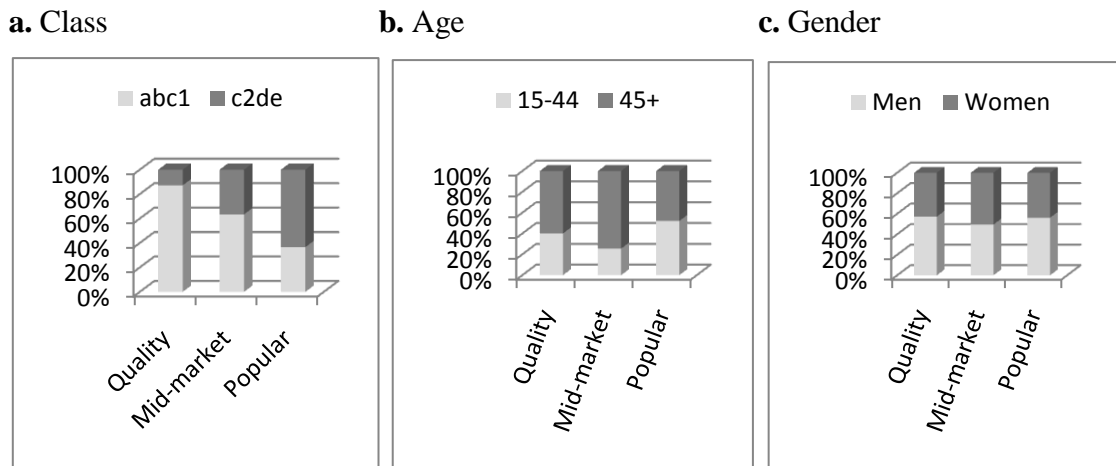 a. Class
abc1 c2de
100%
80%
60%
40%
20%
0%
Quality
Mid-market
Popular
b. Age
15-44 45+
100%
80%
60%
40%
20%
0%
Quality
Mid-market
Popular
c. Gender
Men Women
100%
80%
60%
40%
20%
0%
Quality
Mid-market
Popular